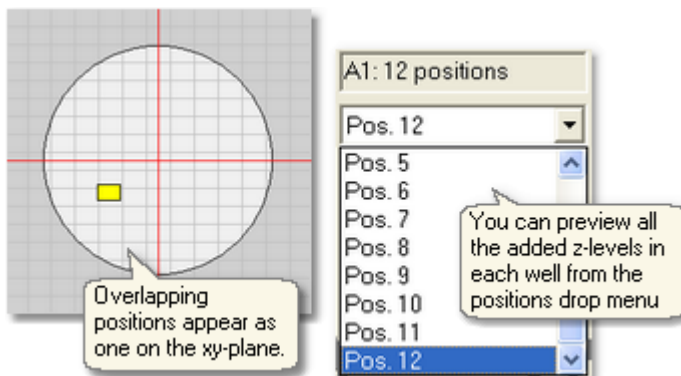 Overlapping
positions appear as
one on the xy-plane.
A1: 12 positions
Pos. 12
Pos. 5
Pos. 6
Pos. 7
Pos. 8
Pos. 9
Pos. 10
Pos. 11
Pos. 12
You can preview all
the added z-levels in
each well from the
positions drop menu